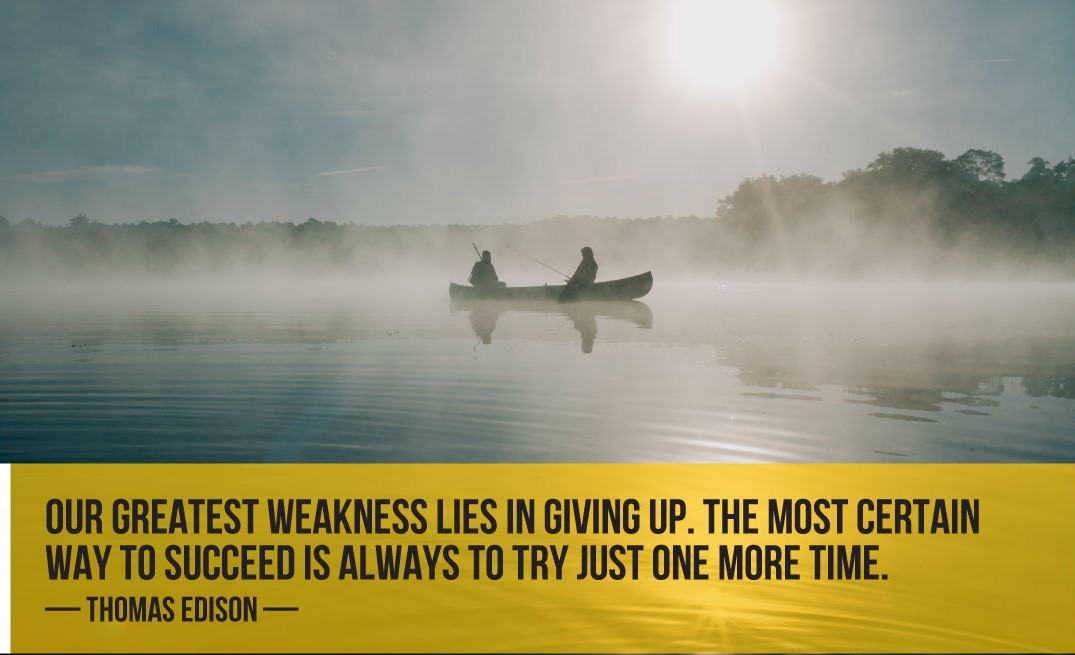 OUR GREATEST WEAKNESS LIES IN GIVING UP. THE MOST CERTAIN
WAY TO SUCCEED IS ALWAYS TO TRY JUST ONE MORE TIME.
— THOMAS EDISON —